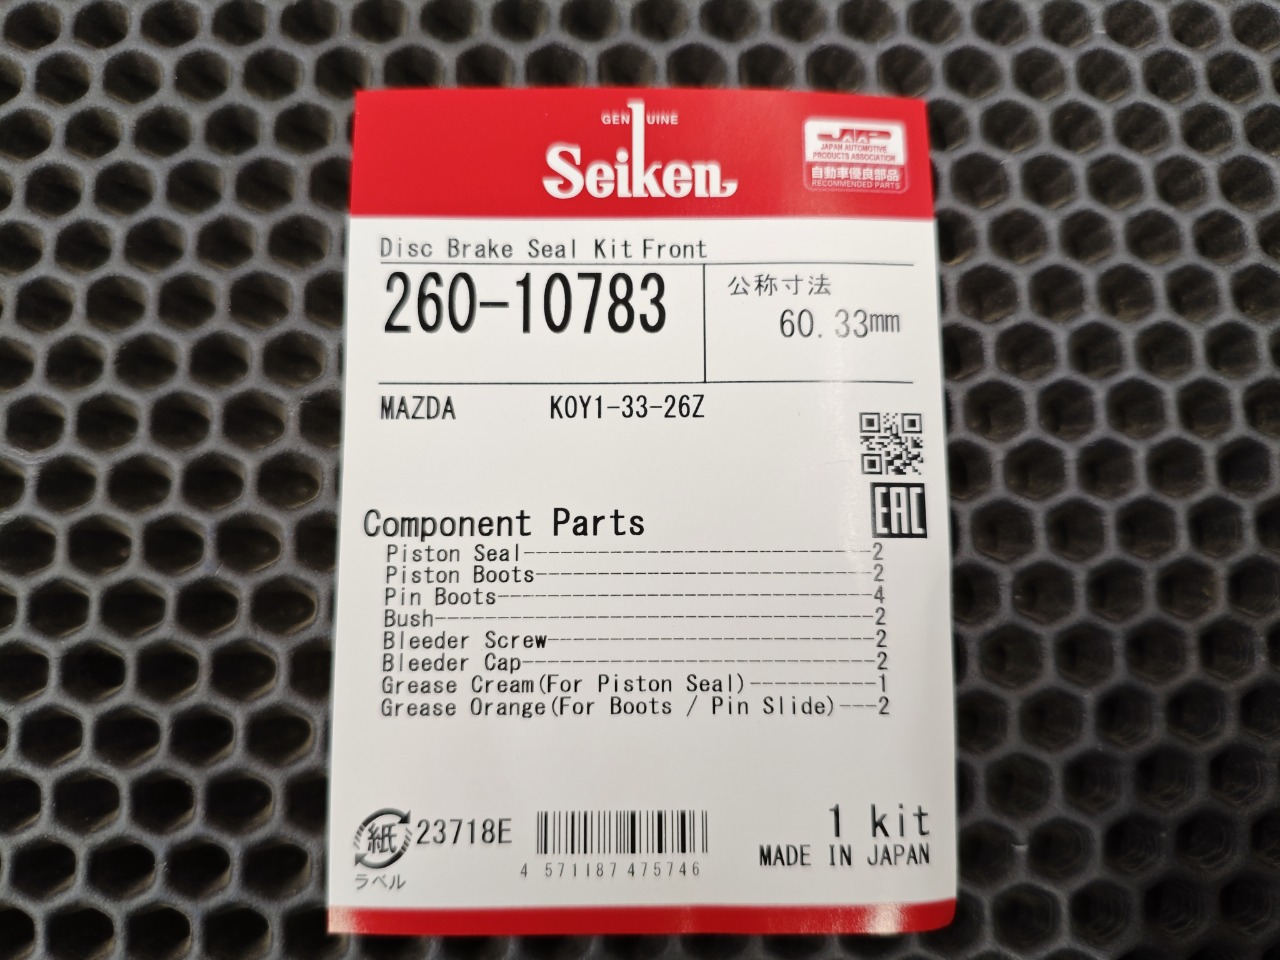 GENUINE
Seiken
JAPA
JAPAN AUTOMOTIVE
PRODUCTS ASSOCIATION
自動車優良部品
RECOMMENDED PARTS
Disc Brake Seal Kit Front
260-10783
公称寸法
60.33mm
MAZDA K0Y1-33-26Z
EAC
Component Parts
Piston Seal----------------------------2
Piston Boots---------------------------2
Pin Boots------------------------------4
Bush-----------------------------------2
Bleeder Screw--------------------------2
Bleeder Cap----------------------------2
Grease Cream(For Piston Seal)----------1
Grease Orange(For Boots / Pin Slide)---2
紙
ラベル
23718E
4 571187 475746
1 kit
MADE IN JAPAN